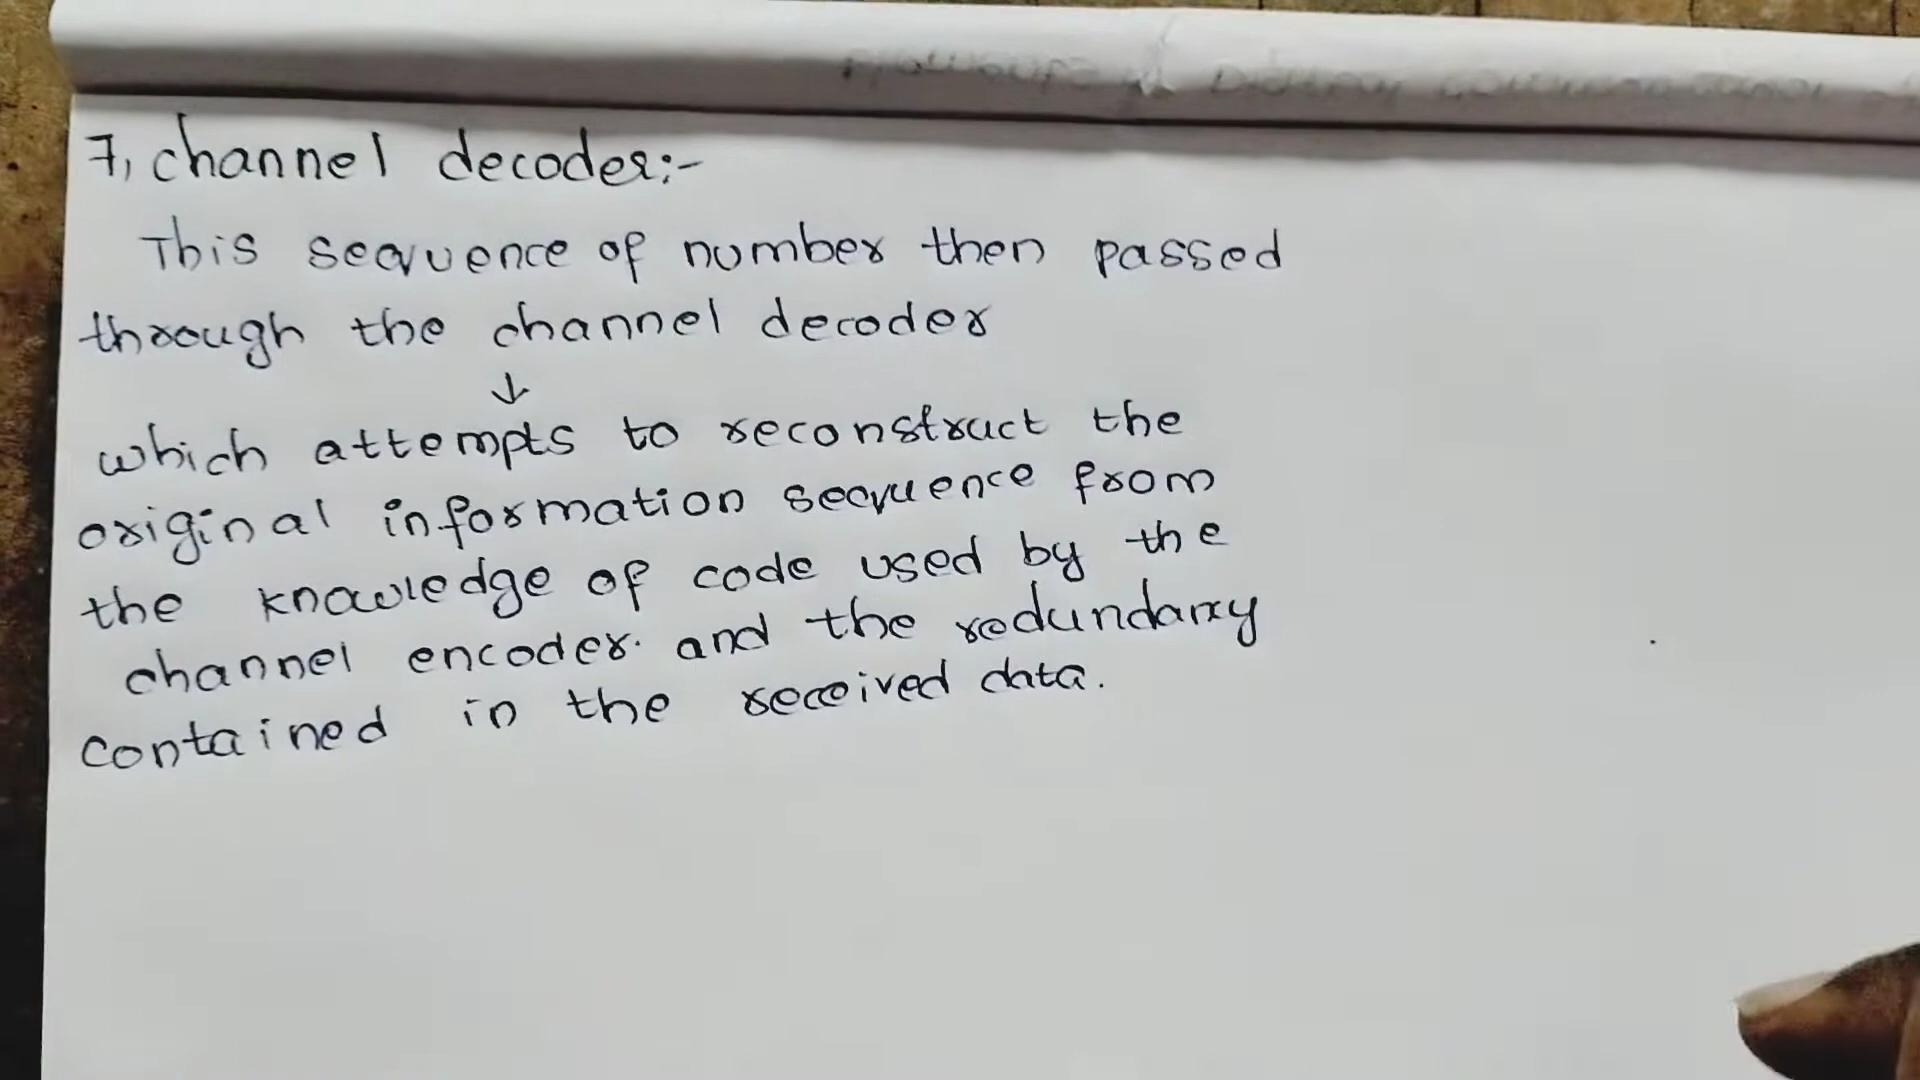 7, channel decoder:-
This sequence of number then passed
through the channel decoder
↓
which attempts to reconstruct the
original information sequence from
the knowledge of code used by the
channel encoder. and the redundancy
contained in the received data.